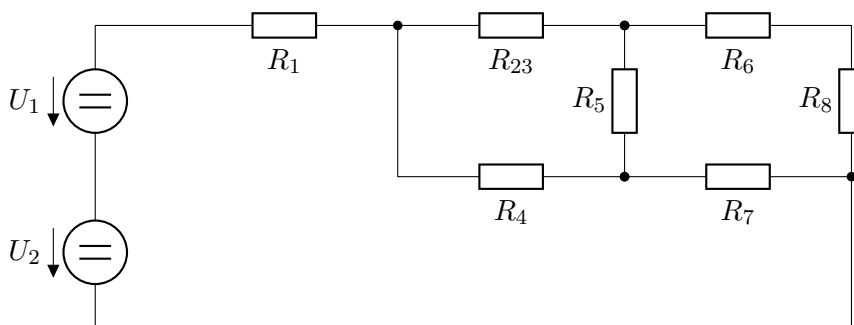 R₁
R₂₃
R₆
U₁
R₅
R₈
R₄
R₇
U₂